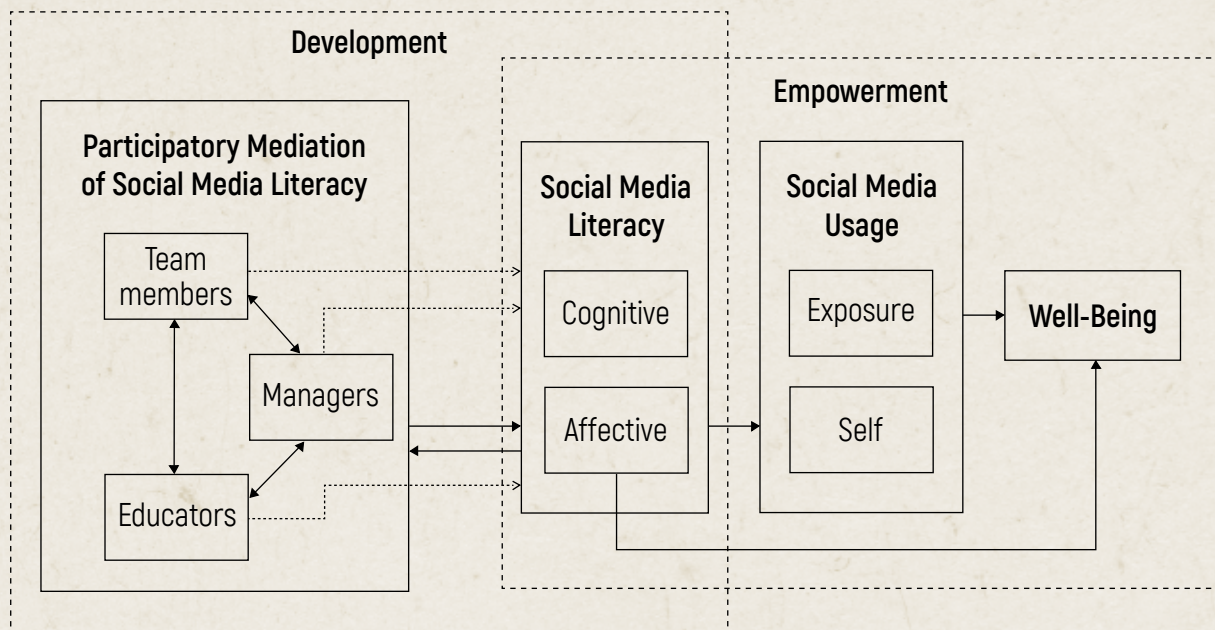 Development
Empowerment
Participatory Mediation
of Social Media Literacy
Team
members
Managers
Educators
Social Media
Literacy
Cognitive
Affective
Social Media
Usage
Exposure
Self
Well-Being